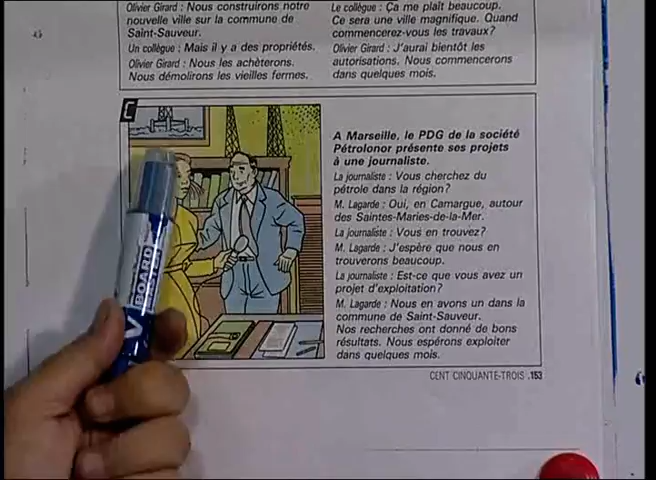 Olivier Girard : Nous construirons notre
nouvelle ville sur la commune de
Saint-Sauveur.
Un collègue : Mais il y a des propriétés.
Olivier Girard : Nous les achèterons.
Nous démolirons les vieilles fermes.
Le collègue : Ça me plaît beaucoup.
Ce sera une ville magnifique. Quand
commencerez-vous les travaux?
Olivier Girard : J'aurai bientôt les
autorisations. Nous commencerons
dans quelques mois.
C
A Marseille, le PDG de la société
Pétrolonor présente ses projets
à une journaliste.
La journaliste : Vous cherchez du
pétrole dans la région?
M. Lagarde : Oui, en Camargue, autour
des Saintes-Maries-de-la-Mer.
La journaliste : Vous en trouvez?
M. Lagarde : J'espère que nous en
trouverons beaucoup.
La journaliste : Est-ce que vous avez un
projet d'exploitation?
M. Lagarde : Nous en avons un dans la
commune de Saint-Sauveur.
Nos recherches ont donné de bons
résultats. Nous espérons exploiter
dans quelques mois.
CENT CINQUANTE-TROIS .153
V BOARD